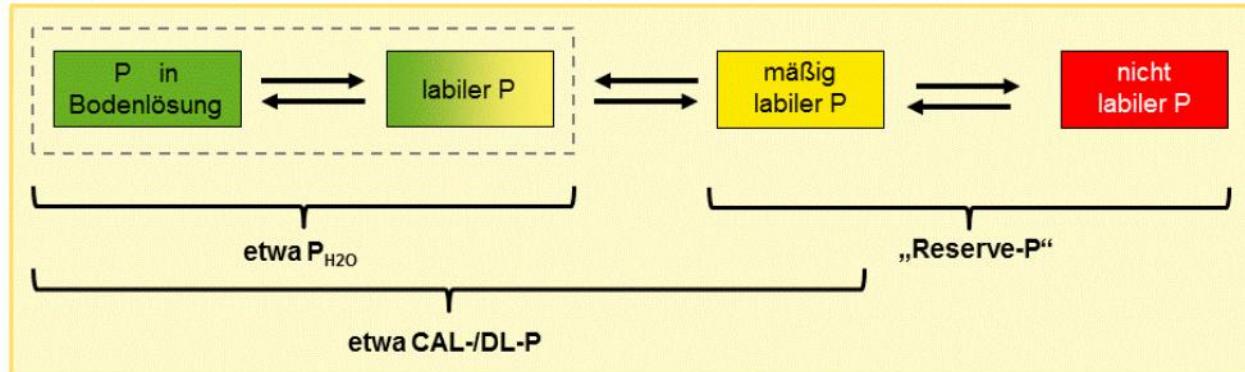 P in
Bodenlösung
labiler P
mäßig
labiler P
nicht
labiler P
etwa P_H2O
„Reserve-P“
etwa CAL-/DL-P